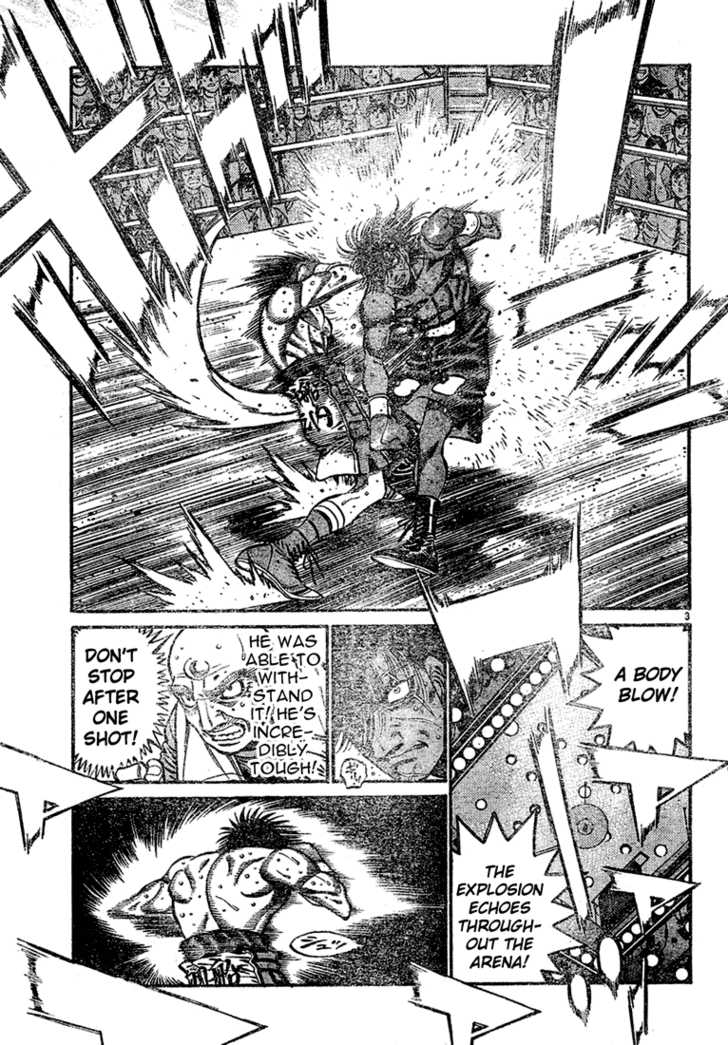 3
A BODY
BLOW!
THE
EXPLOSION
ECHOES
THROUGH-
OUT THE
ARENA!
HE WAS
ABLE TO
WITH-
STAND
IT! HE'S
INCRE-
DIBLY
TOUGH!
DON'T
STOP
AFTER
ONE
SHOT!